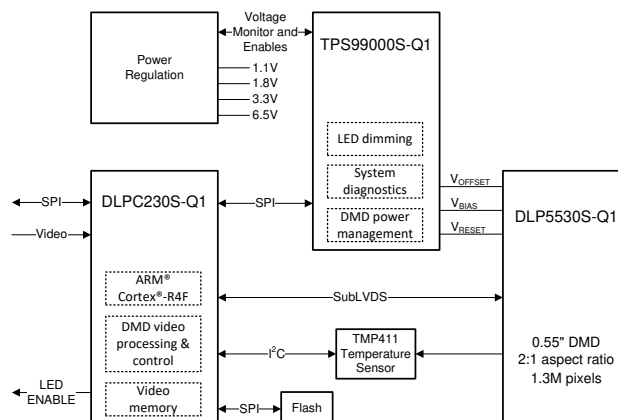 Voltage
Monitor and
Enables
TPS99000S-Q1
Power
Regulation
1.1V
1.8V
3.3V
6.5V
LED dimming
System
diagnostics
DMD power
management
VOFFSET
VBIAS
VRESET
DLPC230S-Q1
SPI
SPI
Video
DLP5530S-Q1
ARM®
Cortex®-R4F
SubLVDS
DMD video
processing &
control
I²C
TMP411
Temperature
Sensor
0.55" DMD
2:1 aspect ratio
1.3M pixels
LED
ENABLE
Video
memory
SPI
Flash